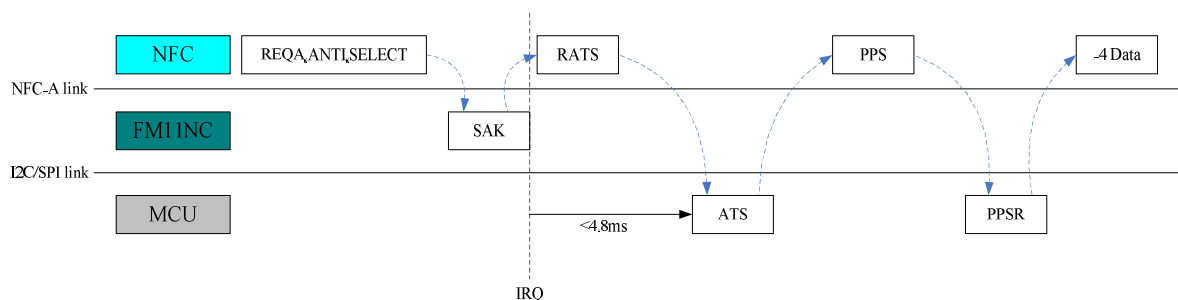 NFC
REQA、ANTI、SELECT
RATS
PPS
-4 Data
NFC-A link
FM11NC
SAK
I2C/SPI link
MCU
ATS
PPSR
<4.8ms
IRQ